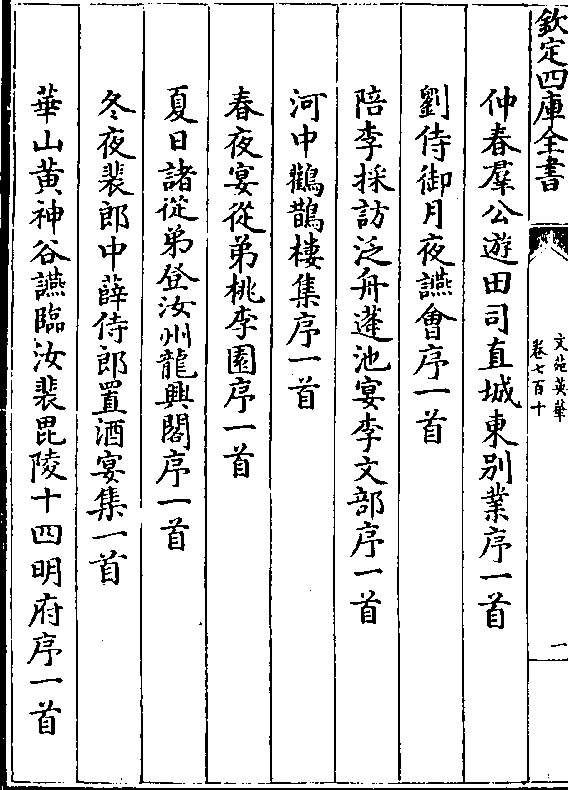 欽定四庫全書
文苑英華
卷七百十
二
仲春羣公遊田司直城東别業序一首
劉侍御月夜讌會序一首
陪李採訪泛舟蓮池宴李文部序一首
河中鸛鵲樓集序一首
春夜宴從弟桃李園序一首
夏日諸從弟登汝州龍興閣序一首
冬夜裴郎中薛侍郎置酒宴集一首
華山黄神谷讌臨汝裴毘陵十四明府序一首